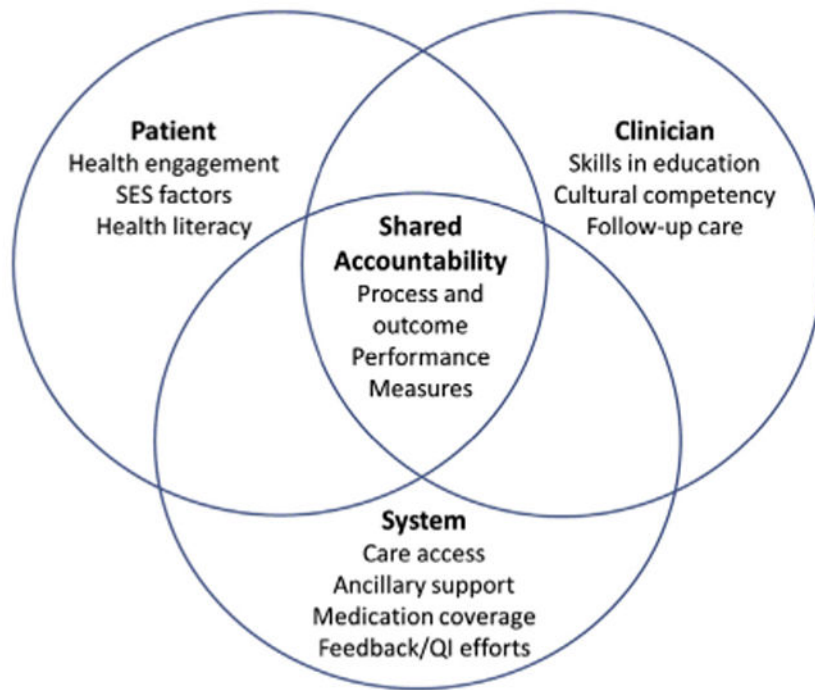 Patient
Health engagement
SES factors
Health literacy
Clinician
Skills in education
Cultural competency
Follow-up care
Shared
Accountability
Process and
outcome
Performance
Measures
System
Care access
Ancillary support
Medication coverage
Feedback/QI efforts